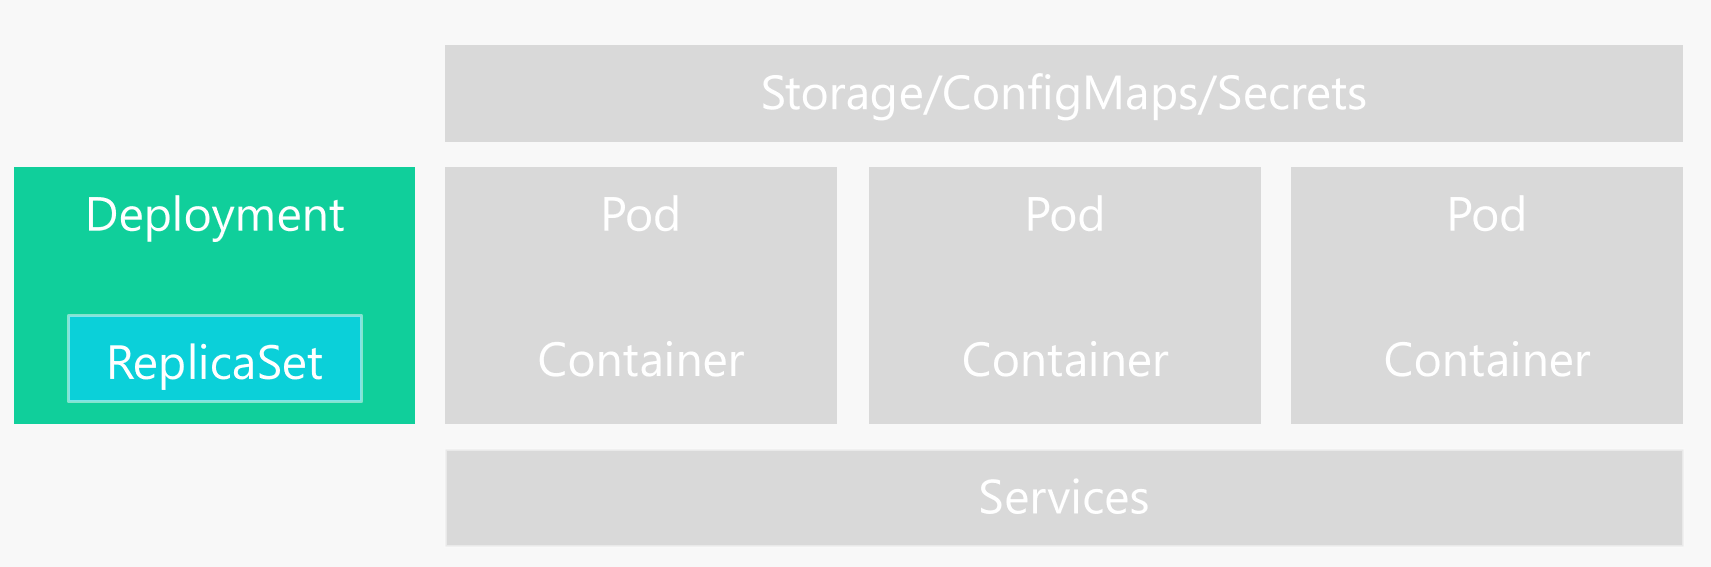 Storage/ConfigMaps/Secrets
Deployment
ReplicaSet
Pod
Container
Pod
Container
Pod
Container
Services